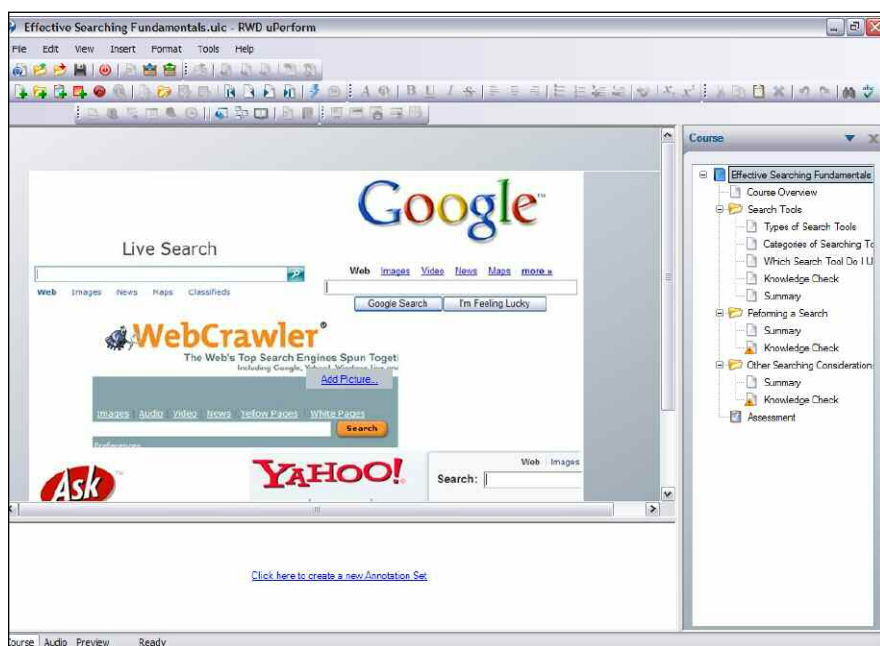 Effective Searching Fundamentals.ulc - RWD uPerform
File Edit View Insert Format Tools Help
Course
Effective Searching Fundamentals
Course Overview
Search Tools
Types of Search Tools
Categories of Searching To
Which Search Tool Do I U
Knowledge Check
Summary
Peforming a Search
Summary
Knowledge Check
Other Searching Considerations
Summary
Knowledge Check
Assessment
Google™
Live Search
Web Images News Maps Classifieds
Web Images Video News Maps more »
Google Search I'm Feeling Lucky
WebCrawler®
The Web's Top Search Engines Spun Toget
Add Picture...
Images Audio Video News Yellow Pages White Pages
Search
Preferences
Ask™
YAHOO!
Web Images
Search:
Click here to create a new Annotation Set
Course Audio Preview Ready